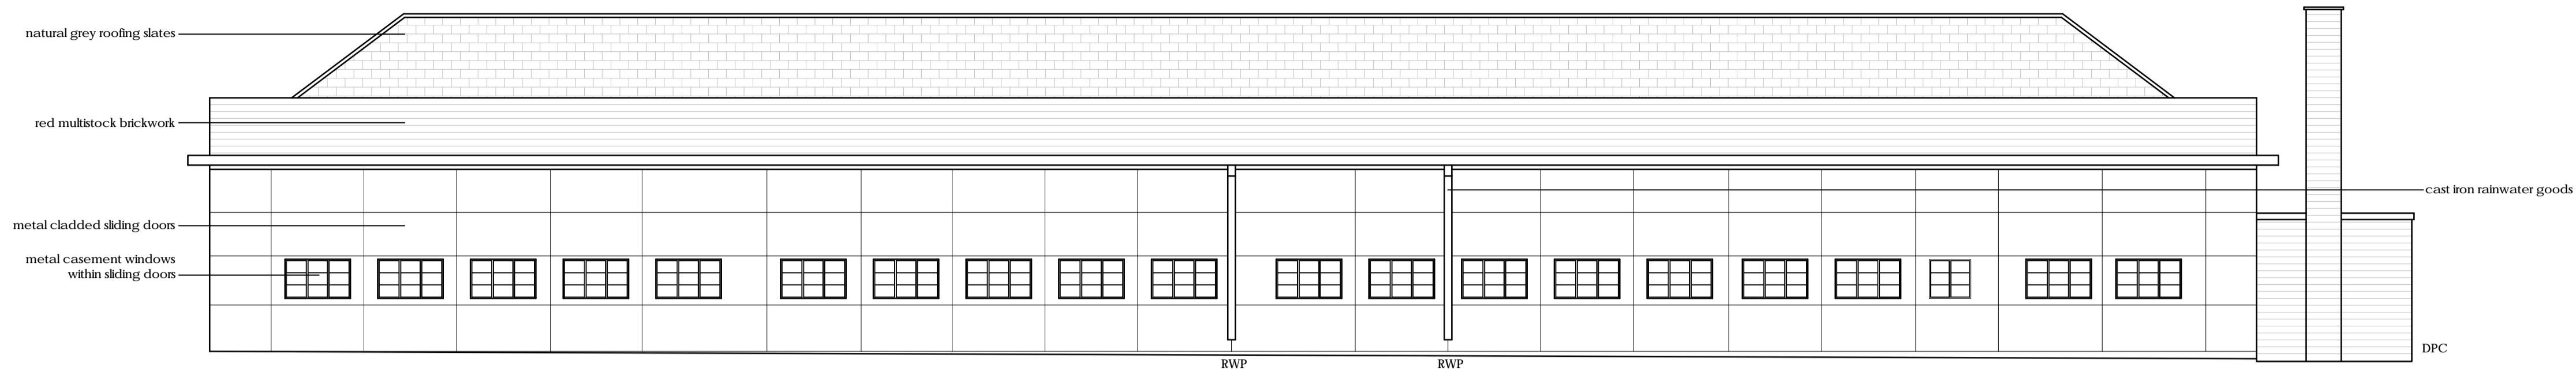 natural grey roofing slates
red multistock brickwork
cast iron rainwater goods
metal cladded sliding doors
metal casement windows
within sliding doors
DPC
RWP
RWP